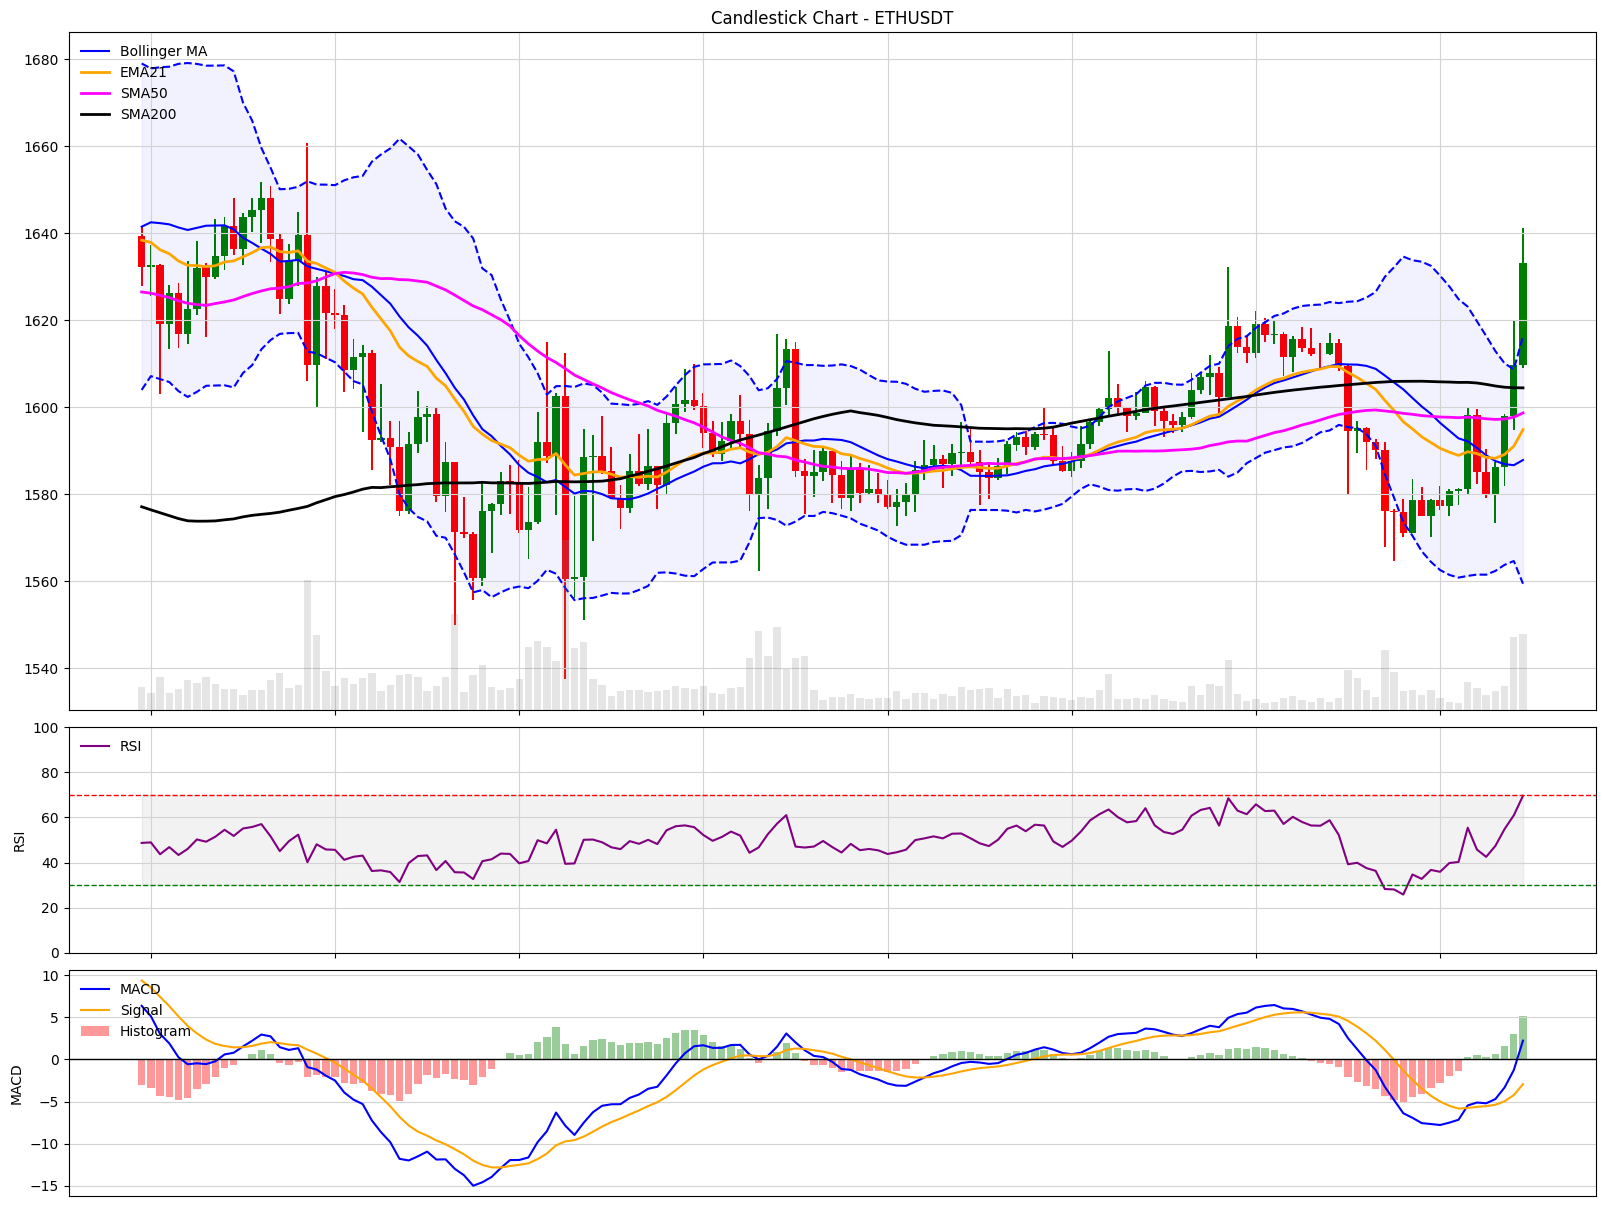 Candlestick Chart - ETHUSDT
Bollinger MA
EMA21
SMA50
SMA200
1680
1660
1640
1620
1600
1580
1560
1540
RSI
100
80
60
40
20
0
RSI
MACD
Signal
Histogram
10
5
0
−5
−10
−15
MACD